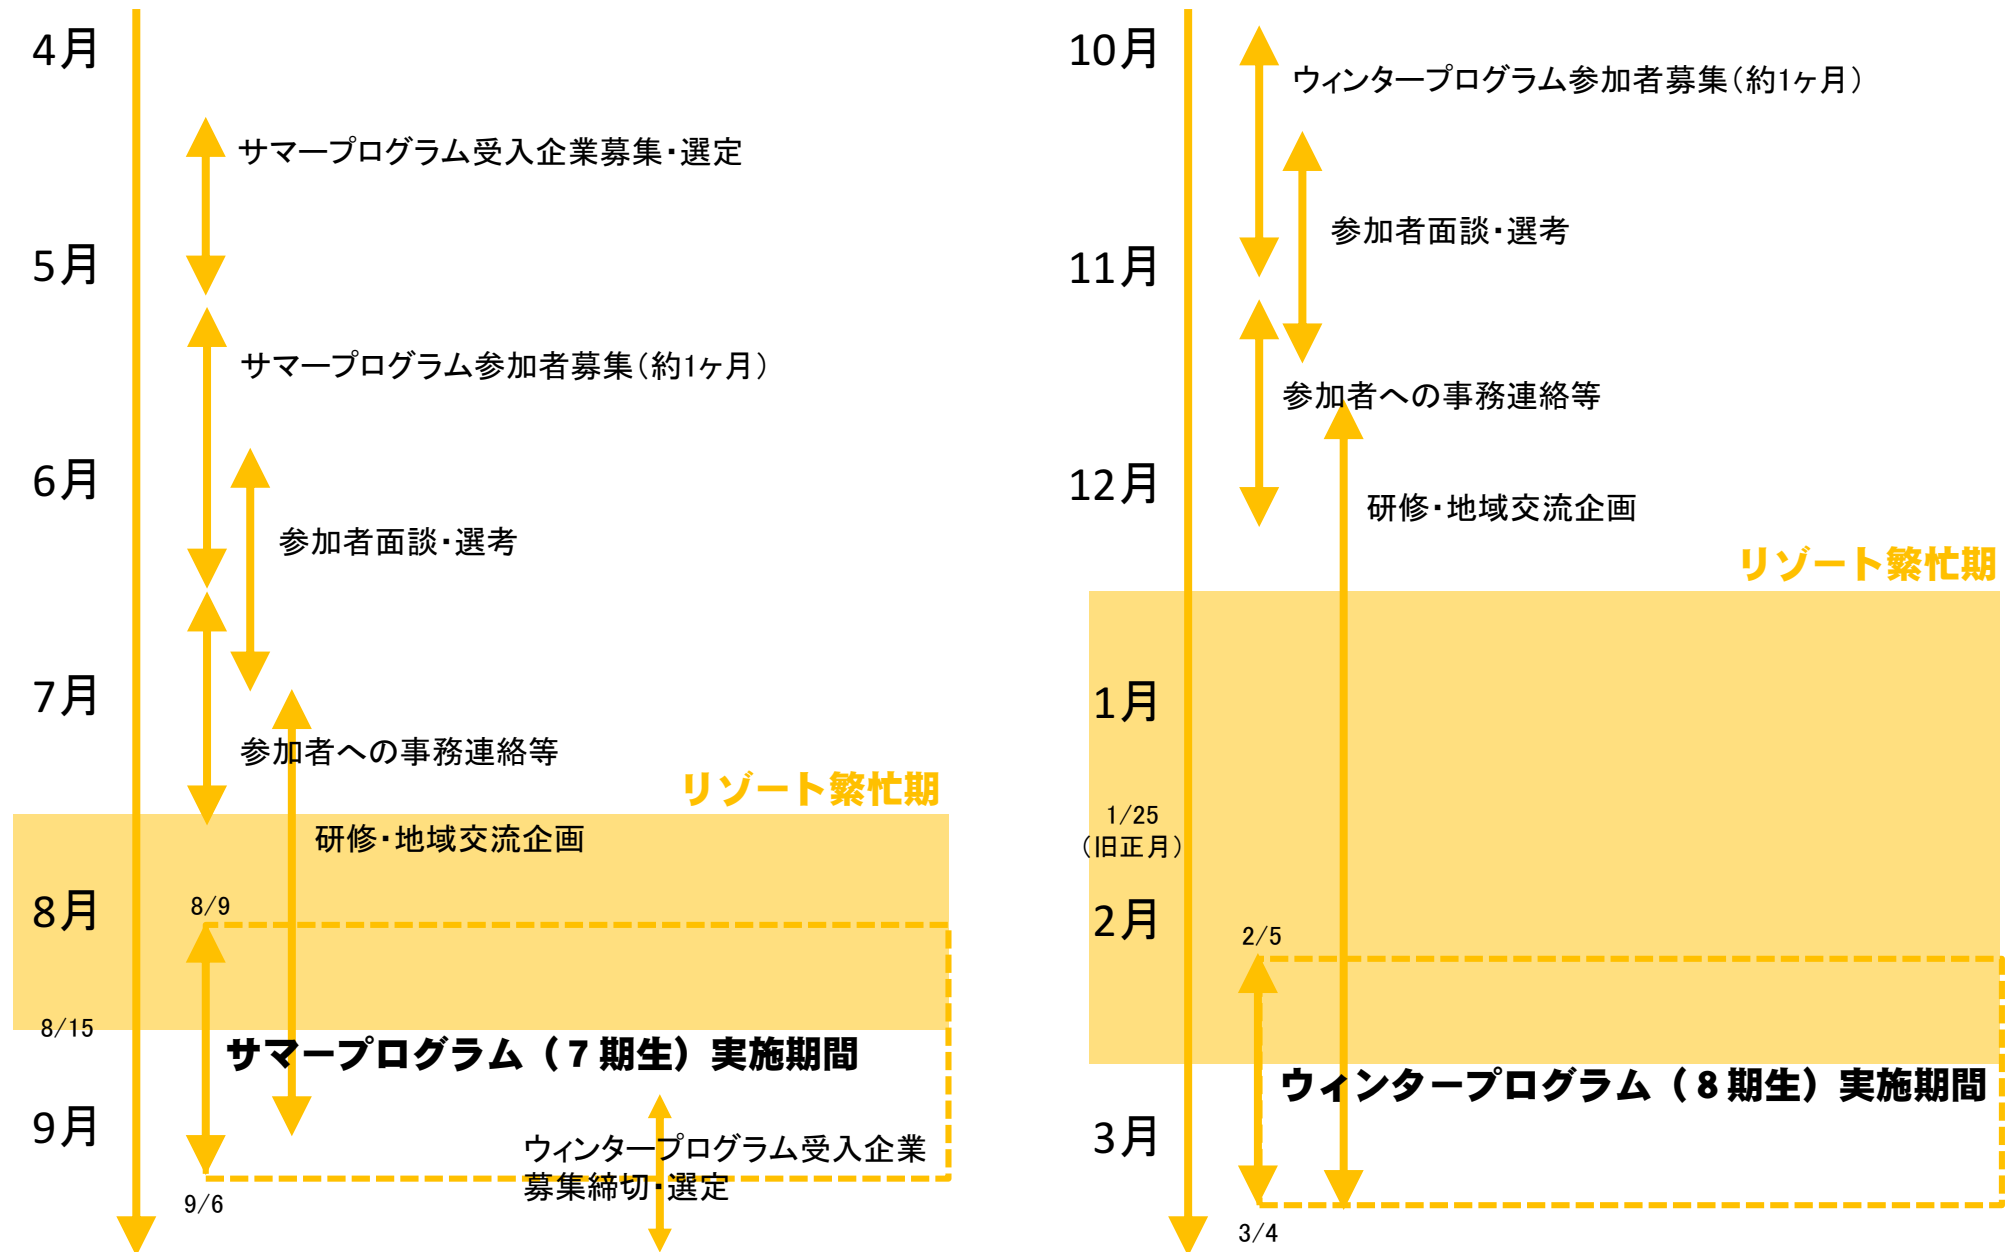 4月
サマープログラム受入企業募集・選定
5月
サマープログラム参加者募集（約1ヶ月）
6月
参加者面談・選考
7月
参加者への事務連絡等
リゾート繁忙期
研修・地域交流企画
8月
8/9
8/15
サマープログラム（７期生）実施期間
9月
ウィンタープログラム受入企業
募集締切・選定
9/6
10月
ウィンタープログラム参加者募集（約1ヶ月）
参加者面談・選考
11月
参加者への事務連絡等
12月
研修・地域交流企画
リゾート繁忙期
1月
1/25
（旧正月）
2月
2/5
ウィンタープログラム（８期生）実施期間
3月
3/4